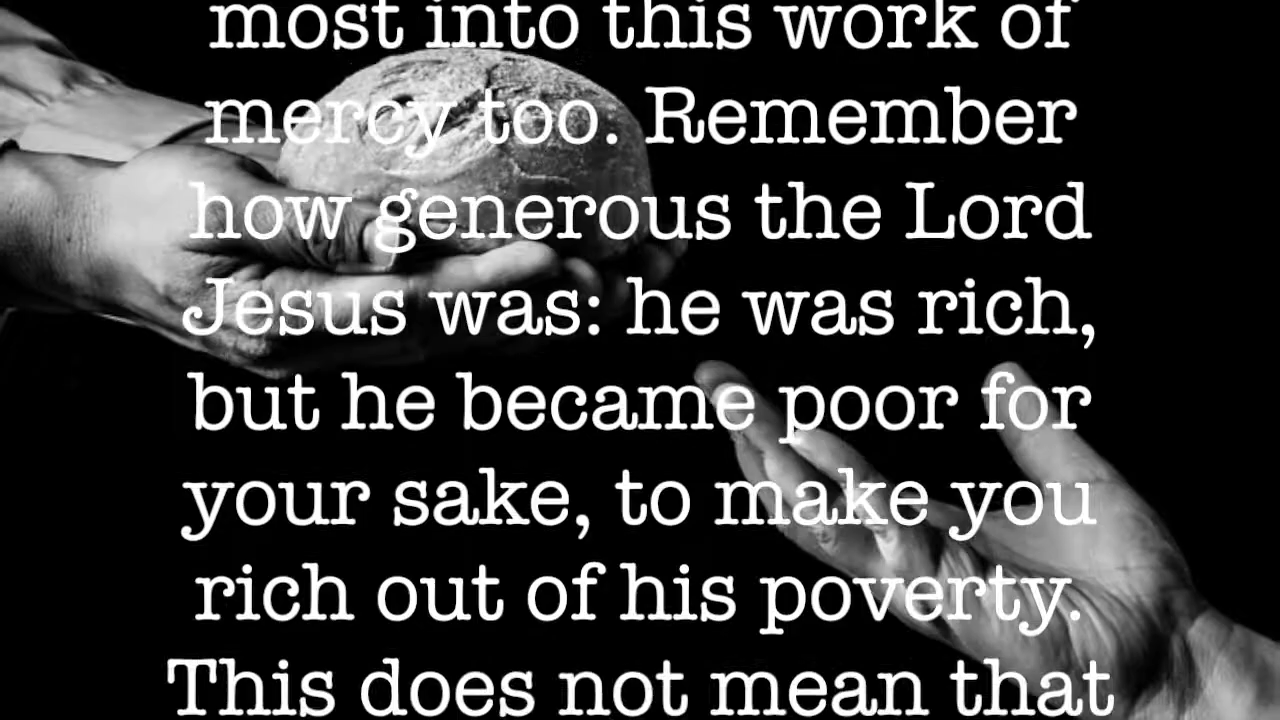 most into this work of
mercy too. Remember
how generous the Lord
Jesus was: he was rich,
but he became poor for
your sake, to make you
rich out of his poverty.
This does not mean that